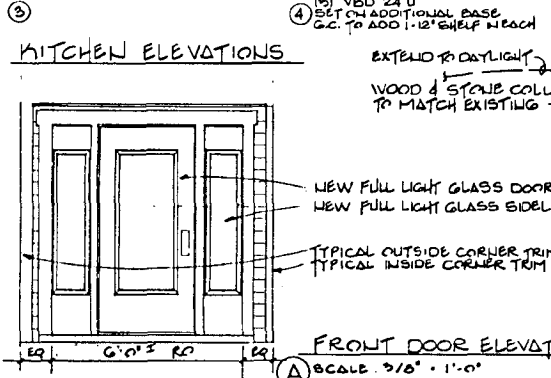 3
KITCHEN ELEVATIONS
4
(3) VBD 24 D
SET ON ADDITIONAL BASE
G.C. TO ADD 1-12" SHELF IN EACH
EXTEND TO DAYLIGHT
WOOD & STONE COLU
TO MATCH EXISTING
NEW FULL LIGHT GLASS DOOR
NEW FULL LIGHT GLASS SIDEL
TYPICAL OUTSIDE CORNER TRIM
TYPICAL INSIDE CORNER TRIM
EQ 6'-0" ± RO EQ
FRONT DOOR ELEVAT
A SCALE 3/8" = 1'-0"